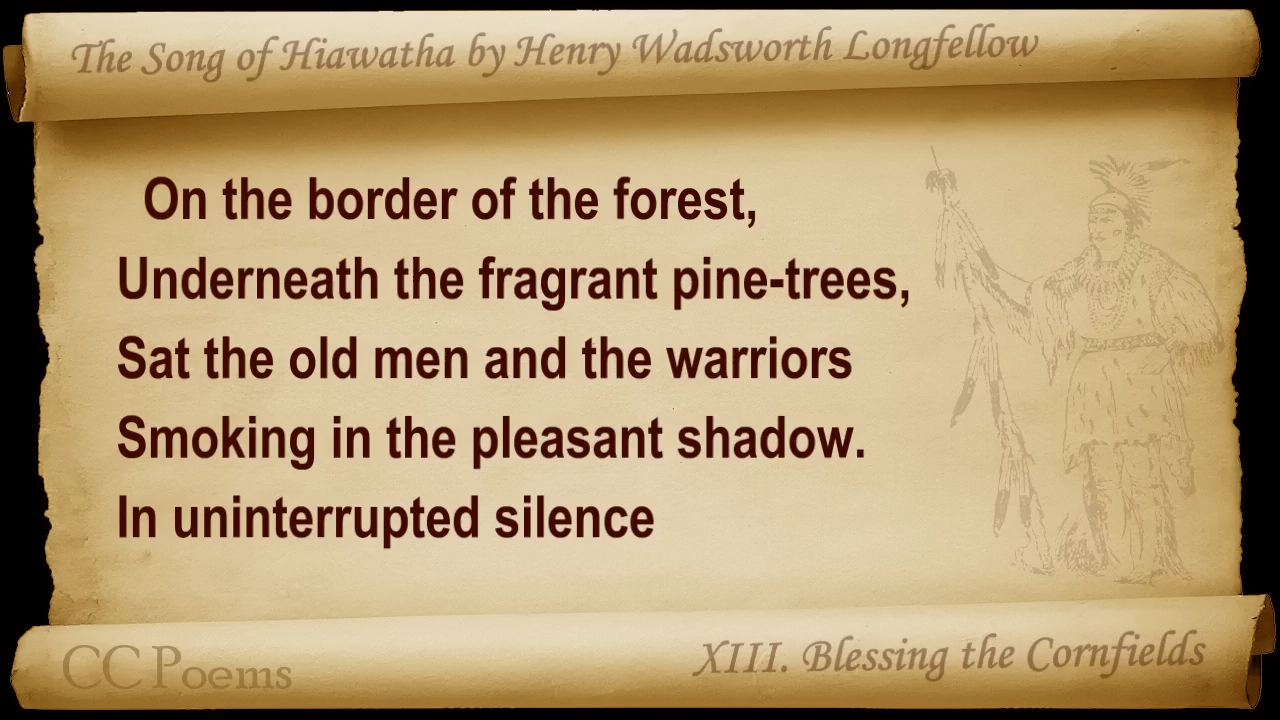 The Song of Hiawatha by Henry Wadsworth Longfellow
On the border of the forest,
Underneath the fragrant pine-trees,
Sat the old men and the warriors
Smoking in the pleasant shadow.
In uninterrupted silence
CC Poems
XIII. Blessing the Cornfields